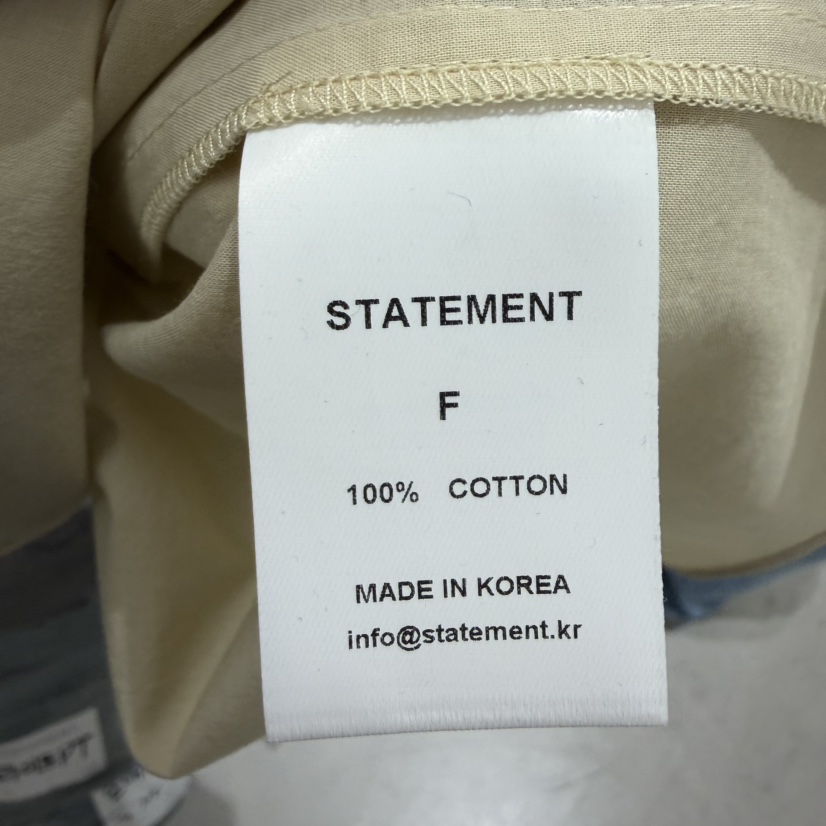 STATEMENT
F
100% COTTON
MADE IN KOREA
info@statement.kr